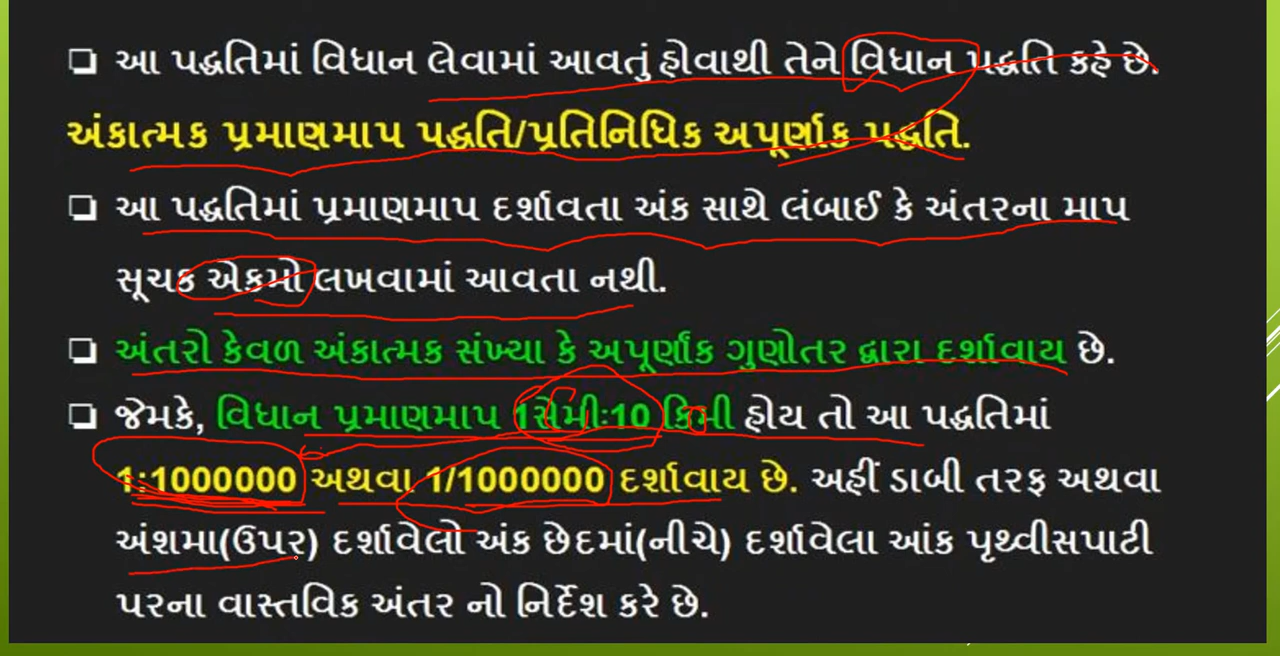 ❑ આ પદ્ધતિમાં વિધાન લેવામાં આવતું હોવાથી તેને વિધાન પદ્ધતિ કહે છે.
અંકાત્મક પ્રમાણમાપ પદ્ધતિ/પ્રતિનિધિક અપૂર્ણાક પદ્ધતિ.
❑ આ પદ્ધતિમાં પ્રમાણમાપ દર્શાવતા અંક સાથે લંબાઈ કે અંતરના માપ
સૂચક એકમો લખવામાં આવતા નથી.
❑ અંતરો કેવળ અંકાત્મક સંખ્યા કે અપૂર્ણાંક ગુણોતર દ્વારા દર્શાવાય છે.
❑ જેમકે, વિધાન પ્રમાણમાપ 1સેમી:10 કિમી હોય તો આ પદ્ધતિમાં
1:1000000 અથવા 1/1000000 દર્શાવાય છે. અહીં ડાબી તરફ અથવા
અંશમા(ઉપર) દર્શાવેલો અંક છેદમાં(નીચે) દર્શાવેલા આંક પૃથ્વીસપાટી
પરના વાસ્તવિક અંતર નો નિર્દેશ કરે છે.